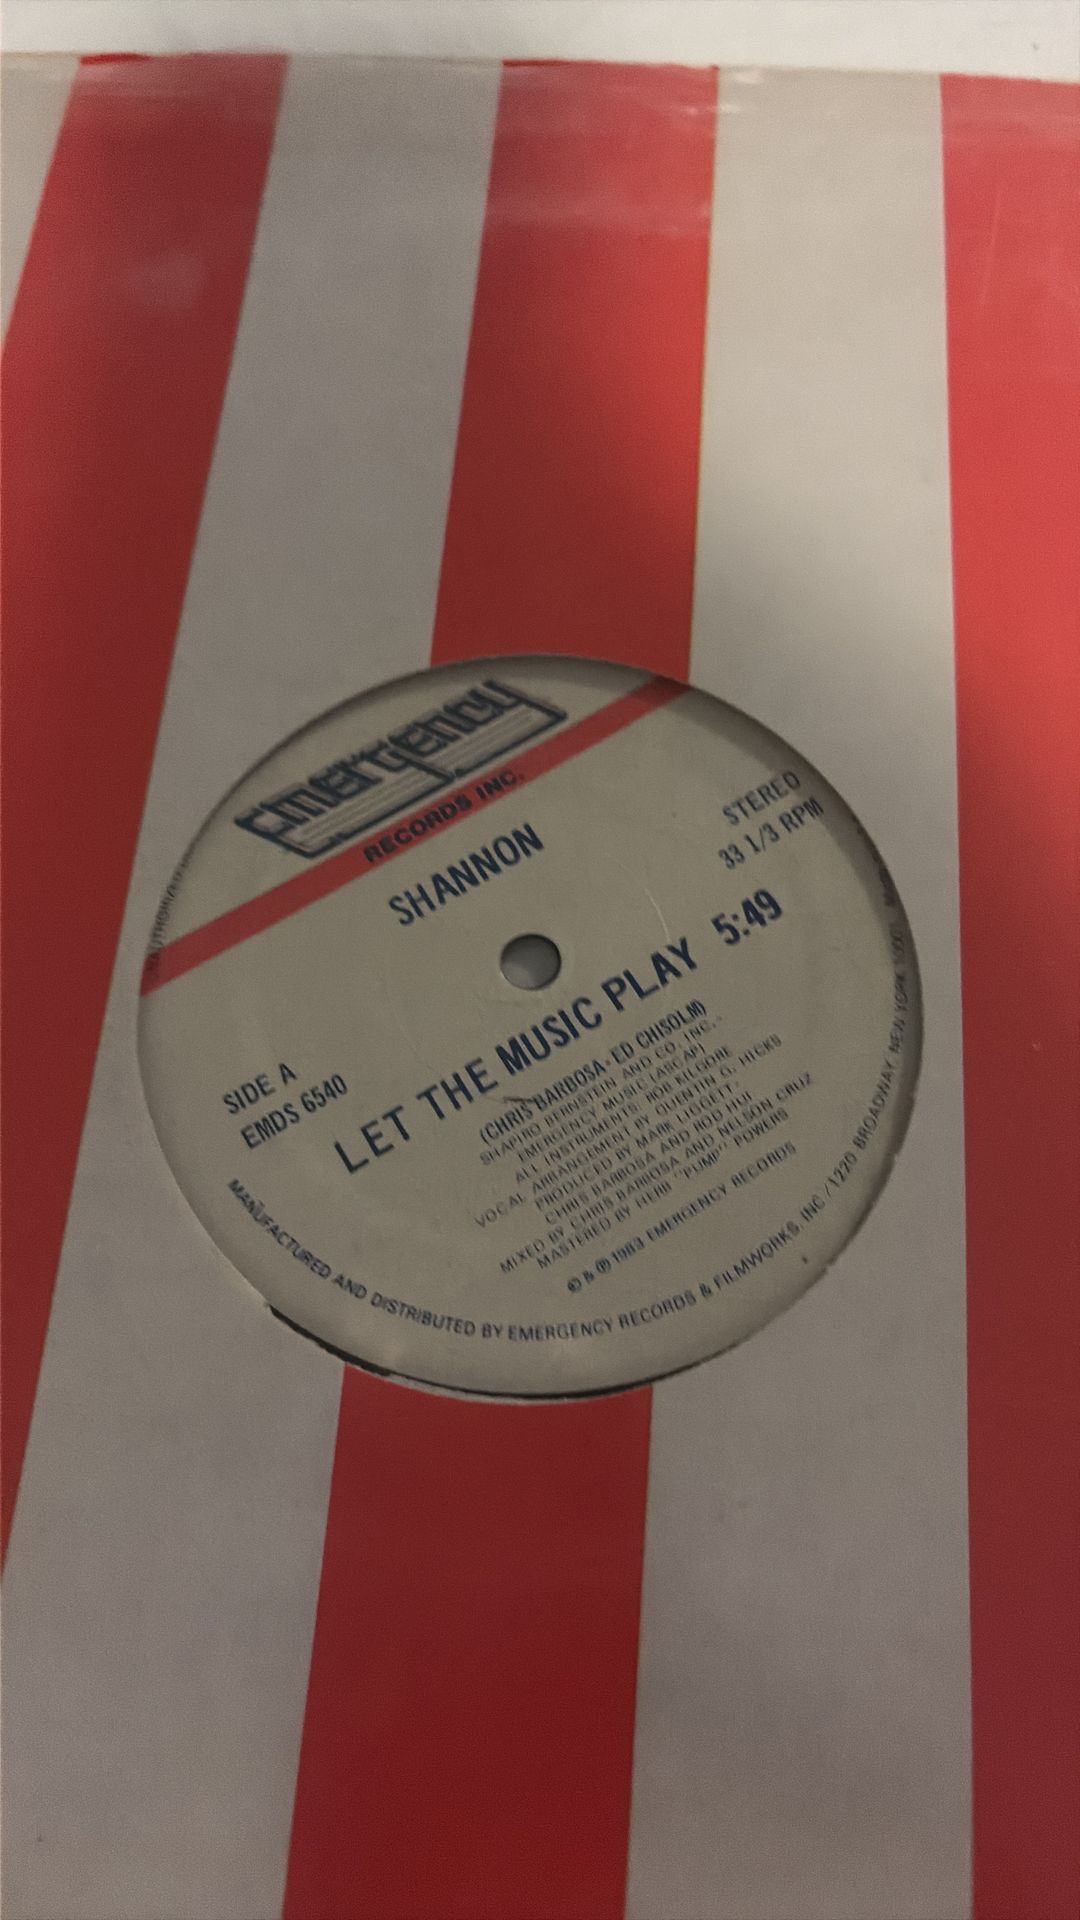 Emergency
RECORDS INC.
SHANNON
STEREO
33 1/3 RPM
SIDE A
EMDS 6540
LET THE MUSIC PLAY 5:49
(CHRIS BARBOSA-ED CHISOLM)
SHAPIRO BERNSTEIN AND CO. INC.-
EMERGENCY MUSIC (ASCAP)
ALL INSTRUMENTS: ROB KILGORE
VOCAL ARRANGEMENT BY QUENTIN G. HICKS
PRODUCED BY MARK LIGGETT,
CHRIS BARBOSA AND ROD HUI
MIXED BY CHRIS BARBOSA AND NELSON CRUZ
MASTERED BY HERB "PUMP" POWERS
© & ℗ 1983 EMERGENCY RECORDS
MANUFACTURED AND DISTRIBUTED BY EMERGENCY RECORDS & FILMWORKS, INC./1220 BROADWAY, NEW YORK